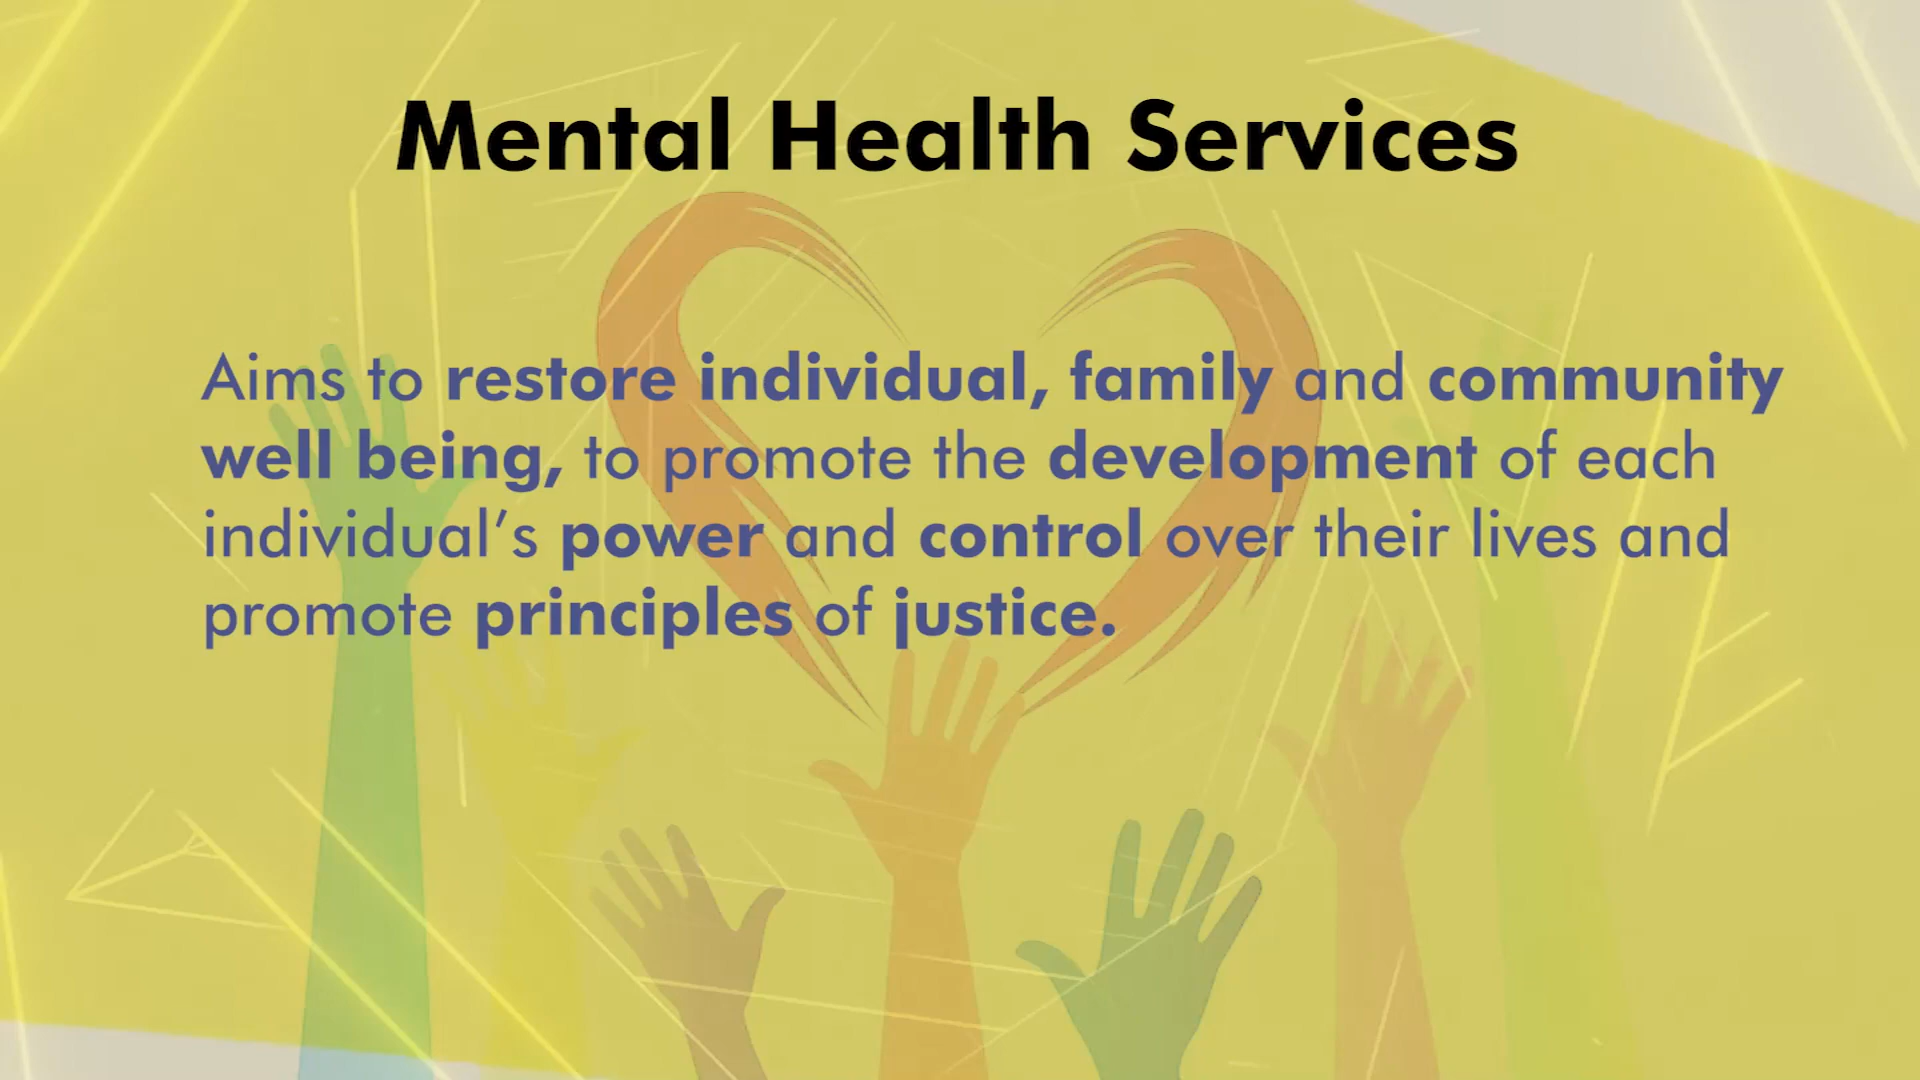 Mental Health Services
Aims to restore individual, family and community
well being, to promote the development of each
individual’s power and control over their lives and
promote principles of justice.